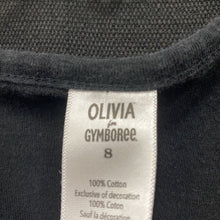 OLIVIA
for
GYMBOREE
8
100% Cotton
Exclusive of decoration
100% Coton
Sauf la décoration